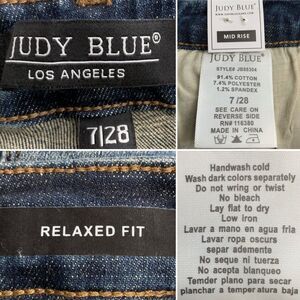 JUDY BLUE®
LOS ANGELES
7/28
JUDY BLUE®
MID RISE
JUDY BLUE®
STYLE# JB88304
91.4% COTTON
7.4% POLYESTER
1.2% SPANDEX
7 /28
SEE CARE ON
REVERSE SIDE
RN# 116380
MADE IN CHINA
RELAXED FIT
Handwash cold
Wash dark colors separately
Do not wring or twist
No bleach
Lay flat to dry
Low iron
Lavar a mano en agua fria
Lavar ropa oscurs
separ ademente
No seque ni tuerza
No acepta blanqueo
Temder plano para secar
planchar a temperatura baja